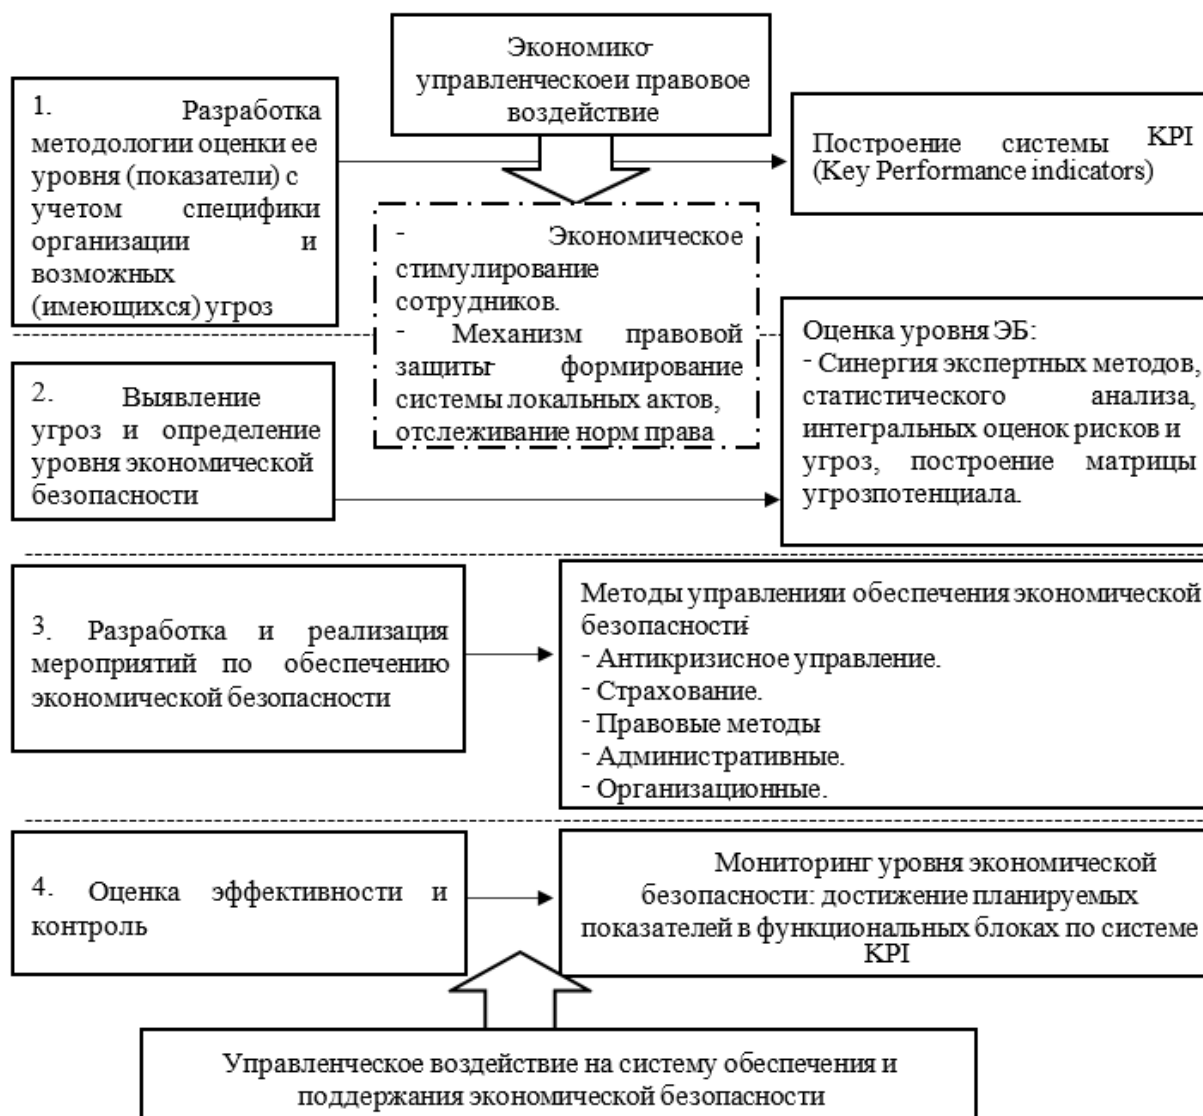 Экономико-
управленческоеи правовое
воздействие
1. Разработка
методологии оценки ее
уровня (показатели) с
учетом специфики
организации и
возможных
(имеющихся) угроз
Построение системы KPI
(Key Performance indicators)
- Экономическое
стимулирование
сотрудников.
- Механизм правовой
защиты- формирование
системы локальных актов,
отслеживание норм права
2. Выявление
угроз и определение
уровня экономической
безопасности
Оценка уровня ЭБ:
- Синергия экспертных методов,
статистического анализа,
интегральных оценок рисков и
угроз, построение матрицы
угрозпотенциала.
3. Разработка и реализация
мероприятий по обеспечению
экономической безопасности
Методы управленияи обеспечения экономической
безопасности:
- Антикризисное управление.
- Страхование.
- Правовые методы.
- Административные.
- Организационные.
4. Оценка эффективности и
контроль
Мониторинг уровня экономической
безопасности: достижение планируемых
показателей в функциональных блоках по системе
KPI
Управленческое воздействие на систему обеспечения и
поддержания экономической безопасности